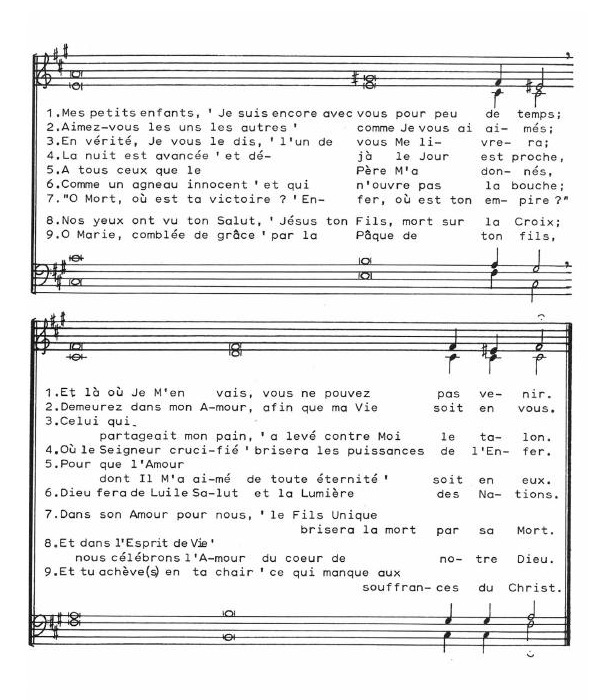 1.Mes petits enfants, ' Je suis encore avec vous pour peu de temps;
2.Aimez-vous les uns les autres ' comme Je vous ai ai- més;
3.En vérité, Je vous le dis, ' l'un de vous Me li- vre- ra;
4.La nuit est avancée ' et dé- jà le Jour est proche,
5.A tous ceux que le Père M'a don- nés,
6.Comme un agneau innocent ' et qui n'ouvre pas la bouche;
7."O Mort, où est ta victoire ? 'En- fer, où est ton em- pire ?"
8.Nos yeux ont vu ton Salut, ' Jésus ton Fils, mort sur la Croix;
9.O Marie, comblée de grâce ' par la Pâque de ton fils,
1.Et là où Je M'en vais, vous ne pouvez pas ve- nir.
2.Demeurez dans mon A-mour, afin que ma Vie soit en vous.
3.Celui qui
partageait mon pain, ' a levé contre Moi le ta- lon.
4.Où le Seigneur cruci-fié ' brisera les puissances de l'En- fer.
5.Pour que l'Amour
dont Il M'a ai-mé de toute éternité ' soit en eux.
6.Dieu fera de Lui le Sa-lut et la Lumière des Na- tions.
7.Dans son Amour pour nous, ' le Fils Unique
brisera la mort par sa Mort.
8.Et dans l'Esprit de Vie '
nous célébrons l'A-mour du coeur de no- tre Dieu.
9.Et tu achève(s) en ta chair ' ce qui manque aux
souffran- ces du Christ.